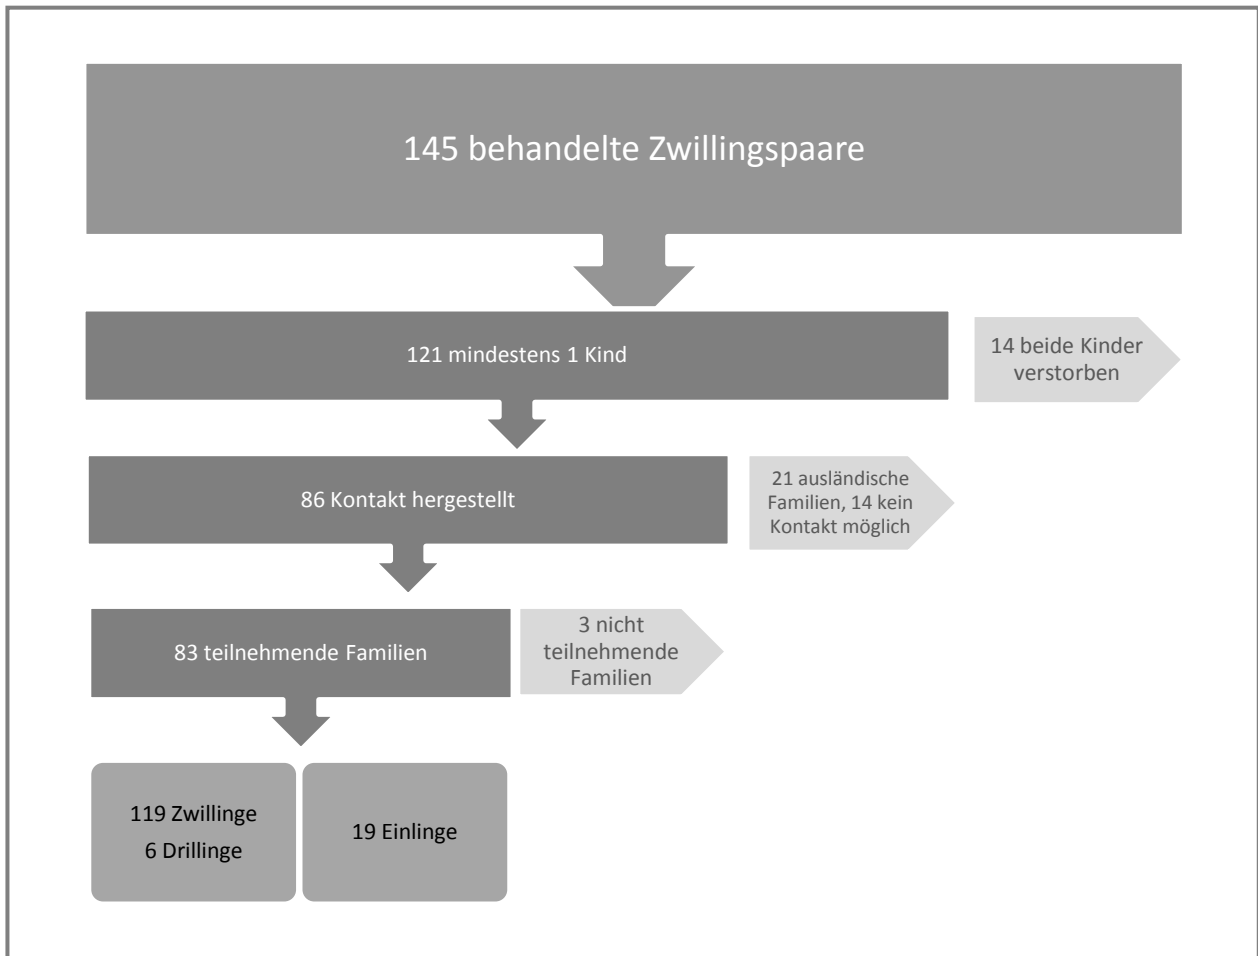 145 behandelte Zwillingspaare
121 mindestens 1 Kind
14 beide Kinder
verstorben
86 Kontakt hergestellt
21 ausländische
Familien, 14 kein
Kontakt möglich
83 teilnehmende Familien
3 nicht
teilnehmende
Familien
119 Zwillinge
6 Drillinge
19 Einlinge